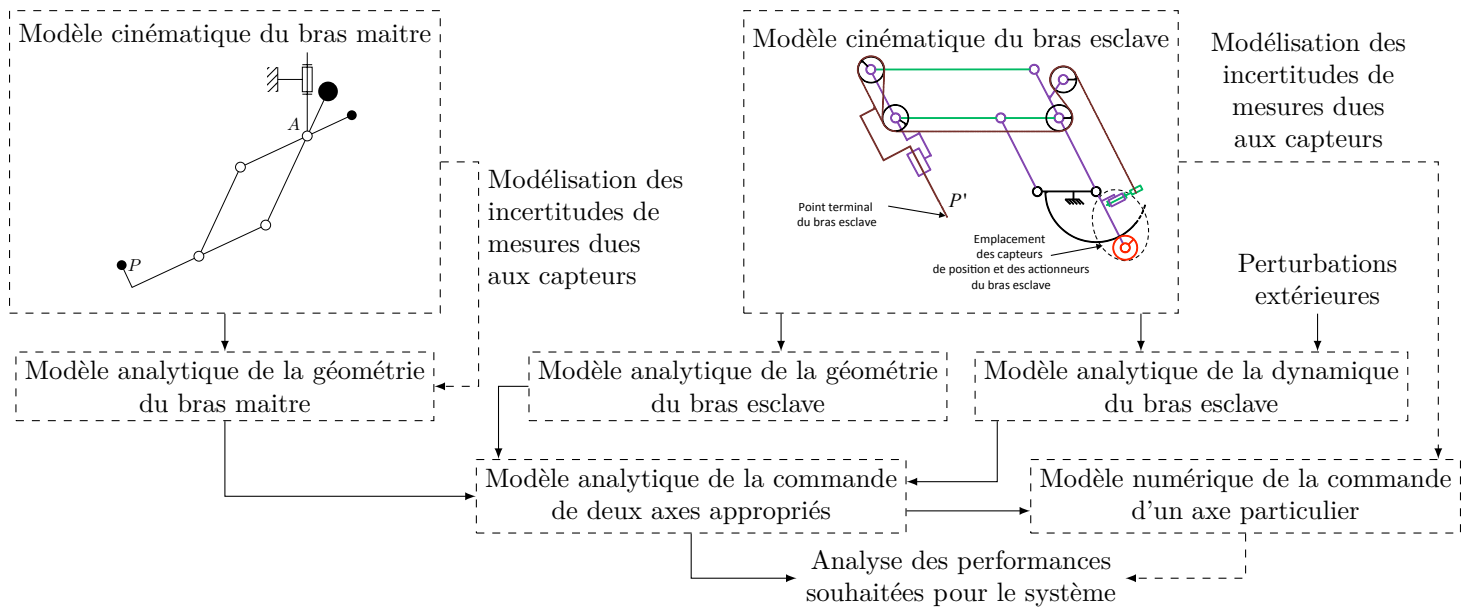 Modèle cinématique du bras maitre
A
P
Modélisation des
incertitudes de
mesures dues
aux capteurs
Modèle cinématique du bras esclave
Point terminal
du bras esclave
P'
Emplacement
des capteurs
de position et des actionneurs
du bras esclave
Modélisation des
incertitudes de
mesures dues
aux capteurs
Perturbations
extérieures
Modèle analytique de la géométrie
du bras maitre
Modèle analytique de la géométrie
du bras esclave
Modèle analytique de la dynamique
du bras esclave
Modèle analytique de la commande
de deux axes appropriés
Modèle numérique de la commande
d'un axe particulier
Analyse des performances
souhaitées pour le système